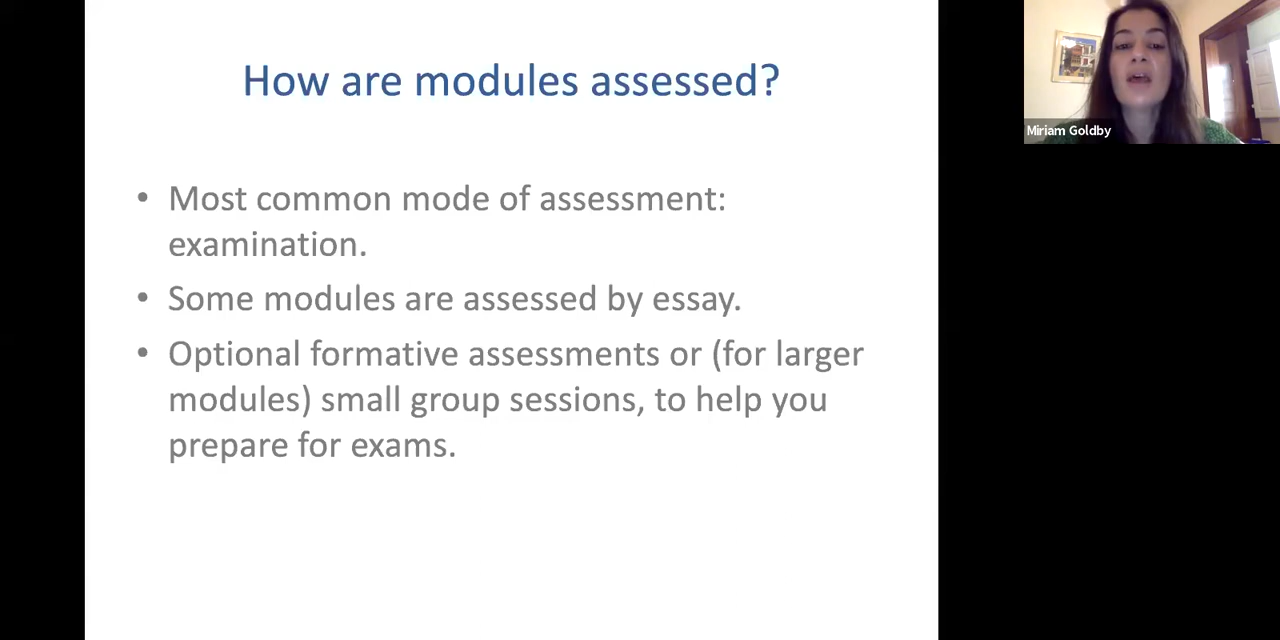 How are modules assessed?
• Most common mode of assessment:
examination.
• Some modules are assessed by essay.
• Optional formative assessments or (for larger
modules) small group sessions, to help you
prepare for exams.
Miriam Goldby